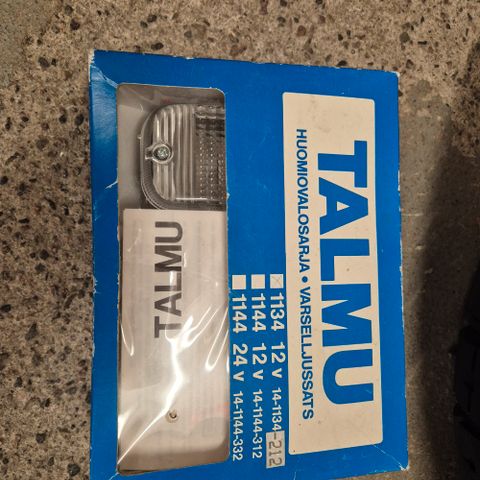 TALMU
HUOMIOVALOSARJA • VARSELLJUSSATS
1134 12 V 14-1134-212
1144 12 V 14-1144-312
1144 24 V 14-1144-332
TALMU